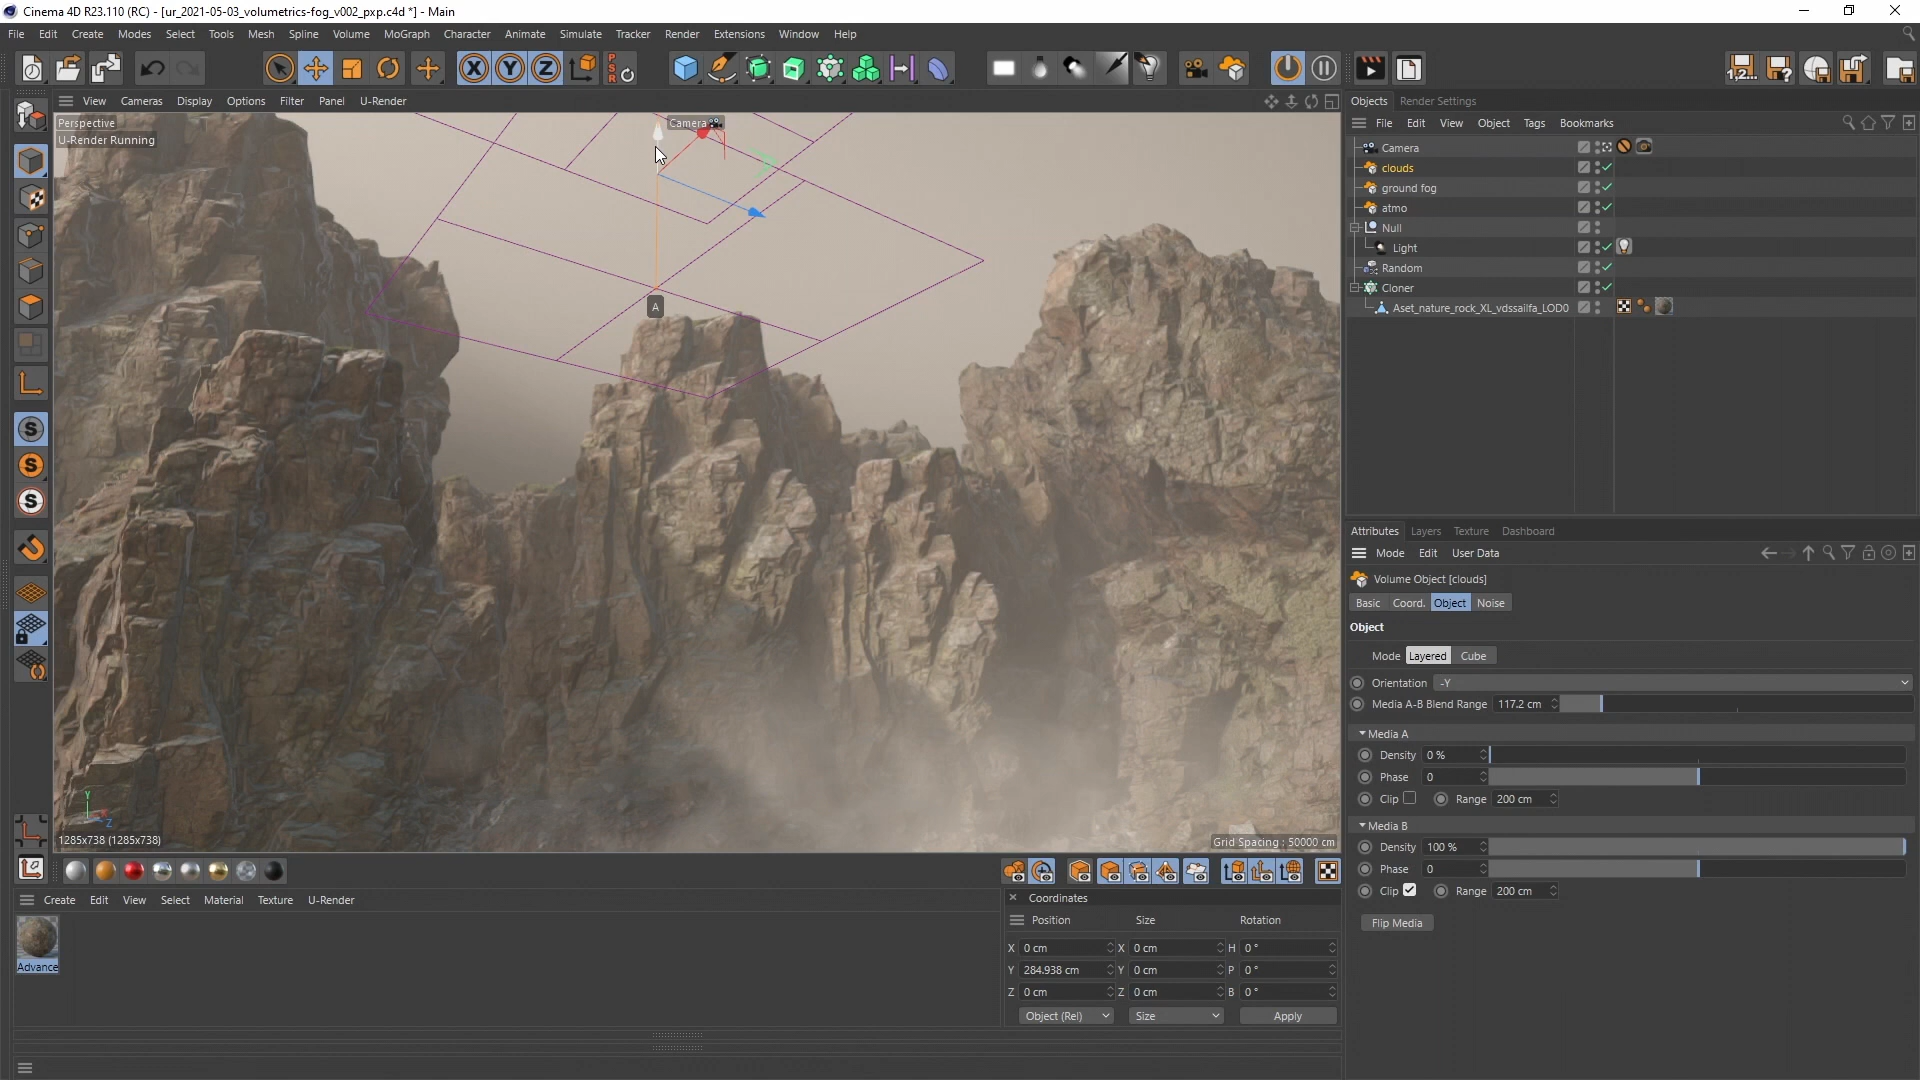 Cinema 4D R23.110 (RC) - [ur_2021-05-03_volumetrics-fog_v002_pxp.c4d *] - Main
File Edit Create Modes Select Tools Mesh Spline Volume MoGraph Character Animate Simulate Tracker Render Extensions Window Help
X Y Z PSR
1,2...
View Cameras Display Options Filter Panel U-Render
Perspective
U-Render Running
Camera
A
Y
Z
1285x738 (1285x738)
Grid Spacing : 50000 cm
S
S
S
Create Edit View Select Material Texture U-Render
Advance
Coordinates
Position Size Rotation
X 0 cm X 0 cm H 0 °
Y 284.938 cm Y 0 cm P 0 °
Z 0 cm Z 0 cm B 0 °
Object (Rel) Size Apply
Objects Render Settings
File Edit View Object Tags Bookmarks
Camera
clouds
ground fog
atmo
Null
Light
Random
Cloner
Aset_nature_rock_XL_vdssailfa_LOD0
Attributes Layers Texture Dashboard
Mode Edit User Data
Volume Object [clouds]
Basic Coord. Object Noise
Object
Mode Layered Cube
Orientation -Y
Media A-B Blend Range 117.2 cm
Media A
Density 0 %
Phase 0
Clip Range 200 cm
Media B
Density 100 %
Phase 0
Clip Range 200 cm
Flip Media